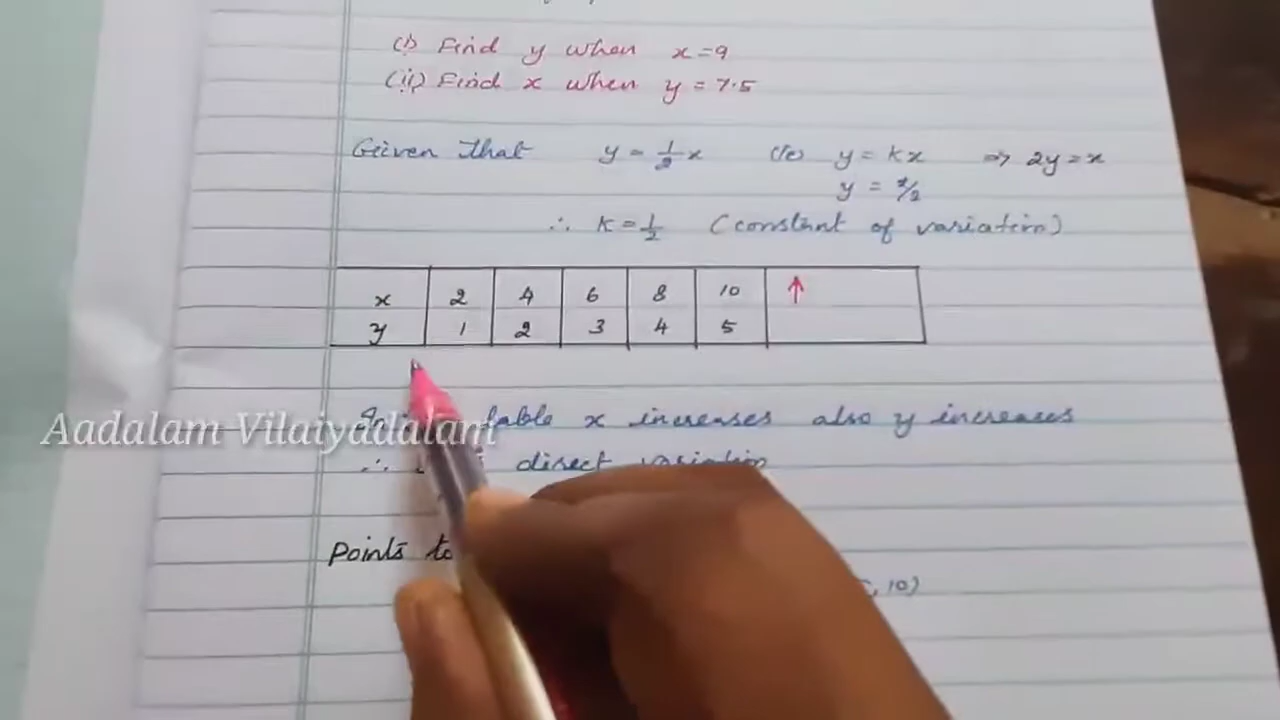 (i) Find y when x=9
(ii) Find x when y = 7.5
Given that y = 1/2 x (ie) y = kx ⇒ 2y = x
y = x/2
∴ k = 1/2 (constant of variation)
x 2 4 6 8 10 ↑
y 1 2 3 4 5
table x increases also y increases
Aadalam Vilaiyadalam
∴ direct variation
Points to
, 10)